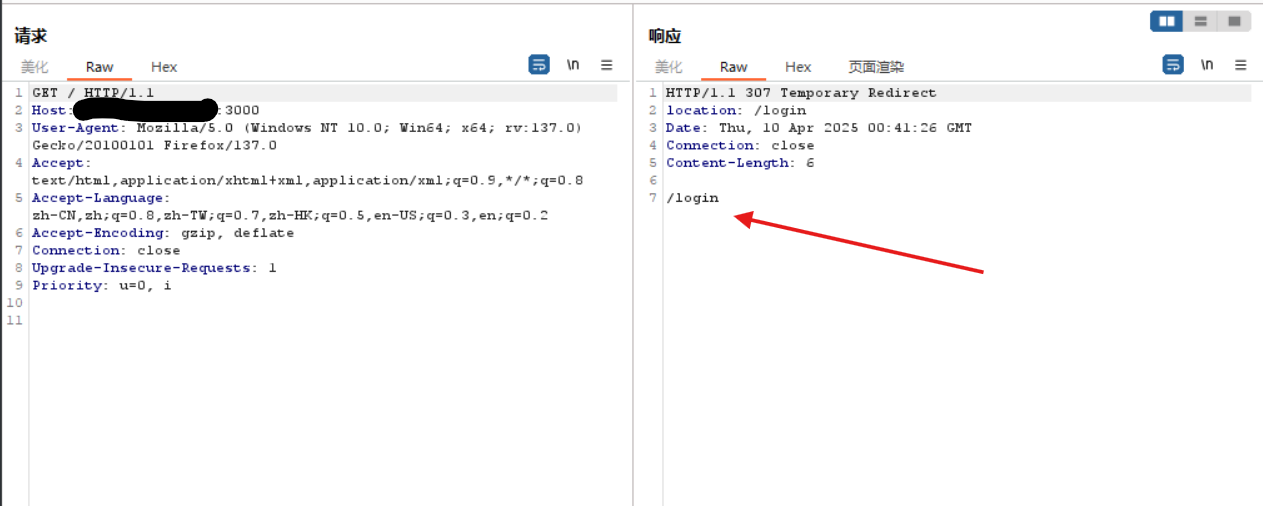 请求
美化 Raw Hex \n
1 GET / HTTP/1.1
2 Host: :3000
3 User-Agent: Mozilla/5.0 (Windows NT 10.0; Win64; x64; rv:137.0)
Gecko/20100101 Firefox/137.0
4 Accept:
text/html,application/xhtml+xml,application/xml;q=0.9,*/*;q=0.8
5 Accept-Language:
zh-CN,zh;q=0.8,zh-TW;q=0.7,zh-HK;q=0.5,en-US;q=0.3,en;q=0.2
6 Accept-Encoding: gzip, deflate
7 Connection: close
8 Upgrade-Insecure-Requests: 1
9 Priority: u=0, i
10
11
响应
美化 Raw Hex 页面渲染 \n
1 HTTP/1.1 307 Temporary Redirect
2 location: /login
3 Date: Thu, 10 Apr 2025 00:41:26 GMT
4 Connection: close
5 Content-Length: 6
6
7 /login